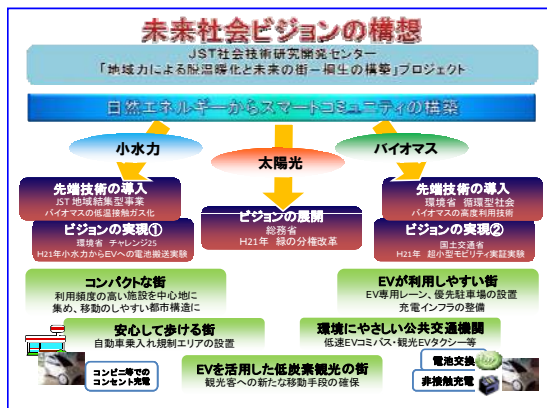 未来社会ビジョンの構想
JST社会技術研究開発センター
「地域力による脱温暖化と未来の街－桐生の構築」プロジェクト
自然エネルギーからスマートコミュニティの構築
小水力
太陽光
バイオマス
先端技術の導入
JST 地域結集型事業
バイオマスの低温接触ガス化
ビジョンの実現①
環境省 チャレンジ25
H21年小水力からEVへの電池搬送実験
ビジョンの展開
総務省
H21年 緑の分権改革
先端技術の導入
環境省 循環型社会
バイオマスの高度利用技術
ビジョンの実現②
国土交通省
H21年 超小型モビリティ実証実験
コンパクトな街
利用頻度の高い施設を中心地に
集め、移動のしやすい都市構造に
EVが利用しやすい街
EV専用レーン、優先駐車場の設置
充電インフラの整備
安心して歩ける街
自動車乗入れ規制エリアの設置
環境にやさしい公共交通機関
低速EVコミバス・観光EVタクシー等
EVを活用した低炭素観光の街
観光客への新たな移動手段の確保
コンビニ等での
コンセント充電
電池交換
非接触充電